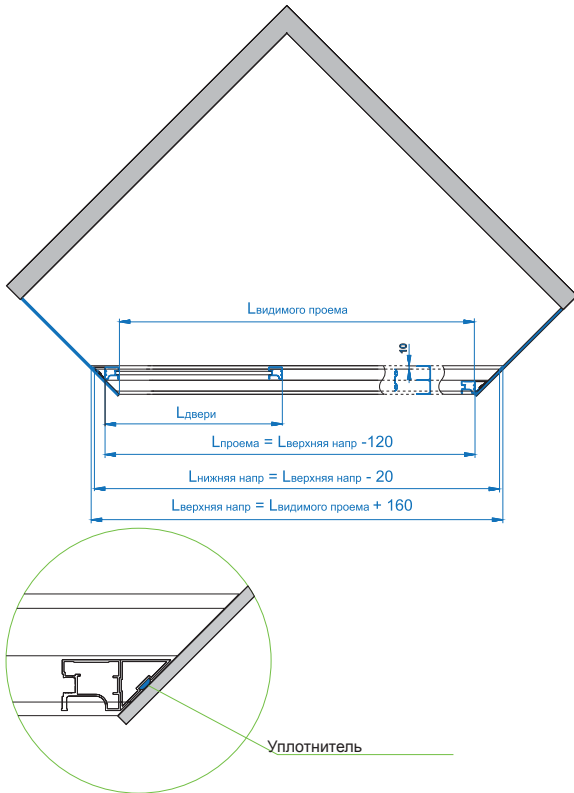 Lвидимого проема
10
Lдвери
Lпроема = Lверхняя напр -120
Lнижняя напр = Lверхняя напр - 20
Lверхняя напр = Lвидимого проема + 160
Уплотнитель